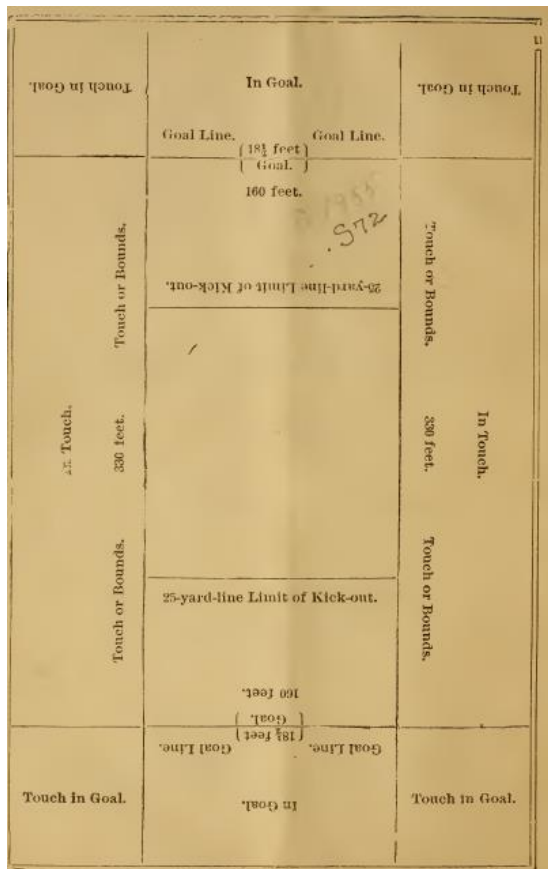 Touch in Goal.
In Goal.
Touch in Goal.
Goal Line.
Goal Line.
18½ feet
Goal.
160 feet.
.S72
25-yard-line Limit of Kick-out.
Touch or Bounds.
Touch or Bounds.
In Touch.
330 feet.
330 feet.
In Touch.
Touch or Bounds.
Touch or Bounds.
25-yard-line Limit of Kick-out.
160 feet.
Goal.
18½ feet
Goal Line.
Goal Line.
Touch in Goal.
In Goal.
Touch in Goal.